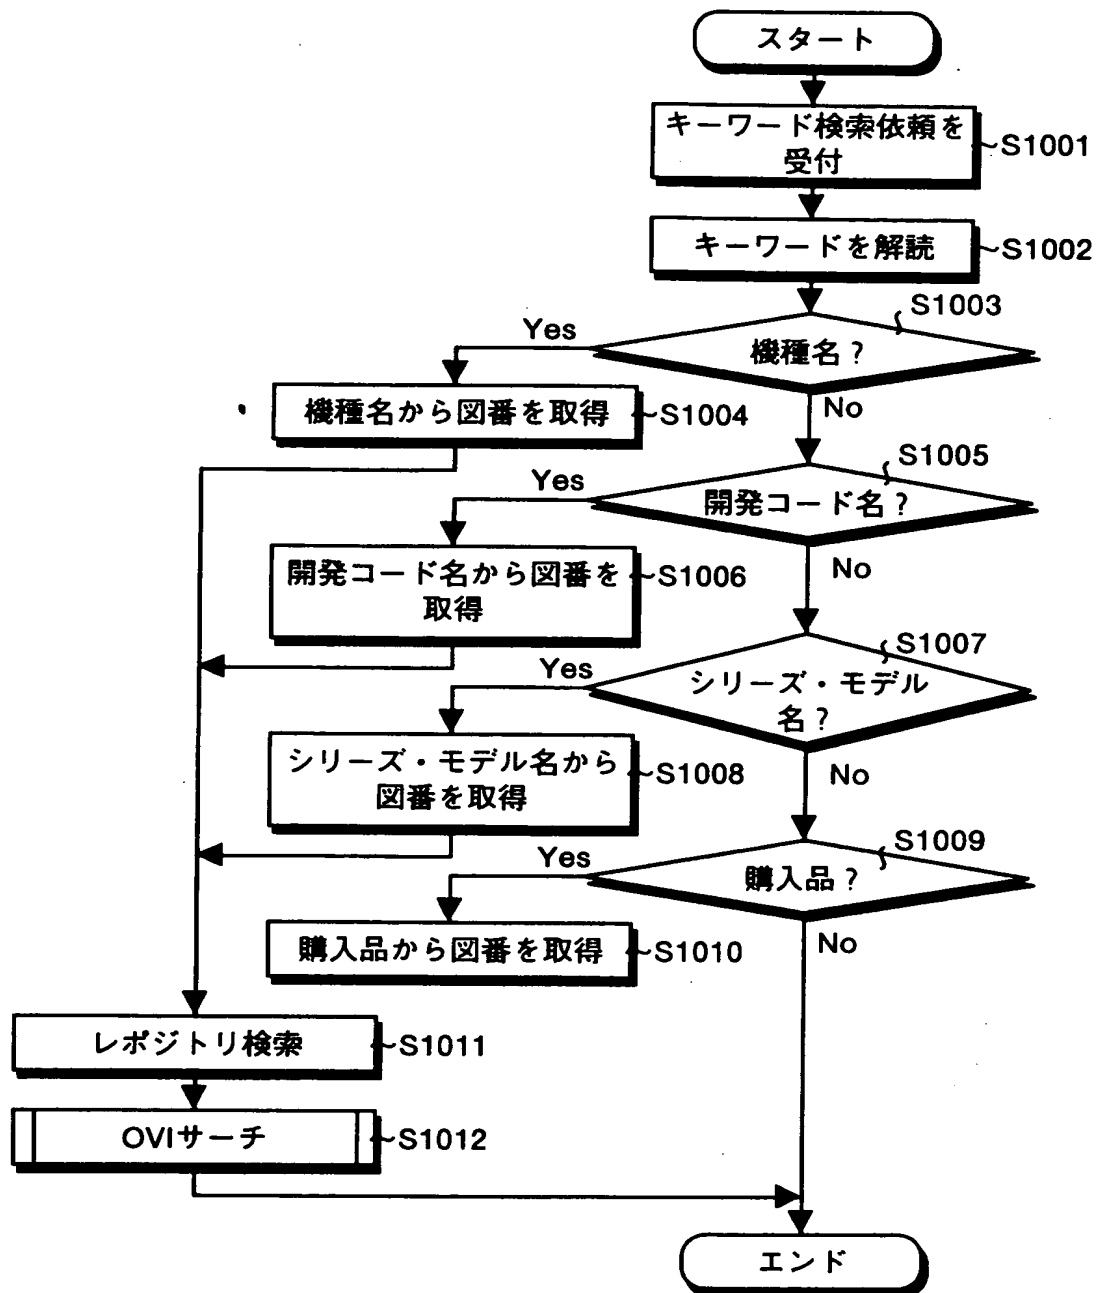 スタート
キーワード検索依頼を
受付
S1001
キーワードを解読
S1002
S1003
Yes
機種名?
No
機種名から図番を取得
S1004
S1005
Yes
開発コード名?
No
開発コード名から図番を
取得
S1006
S1007
Yes
シリーズ・モデル
名?
No
シリーズ・モデル名から
図番を取得
S1008
S1009
Yes
購入品?
No
購入品から図番を取得
S1010
レポジトリ検索
S1011
OVIサーチ
S1012
エンド